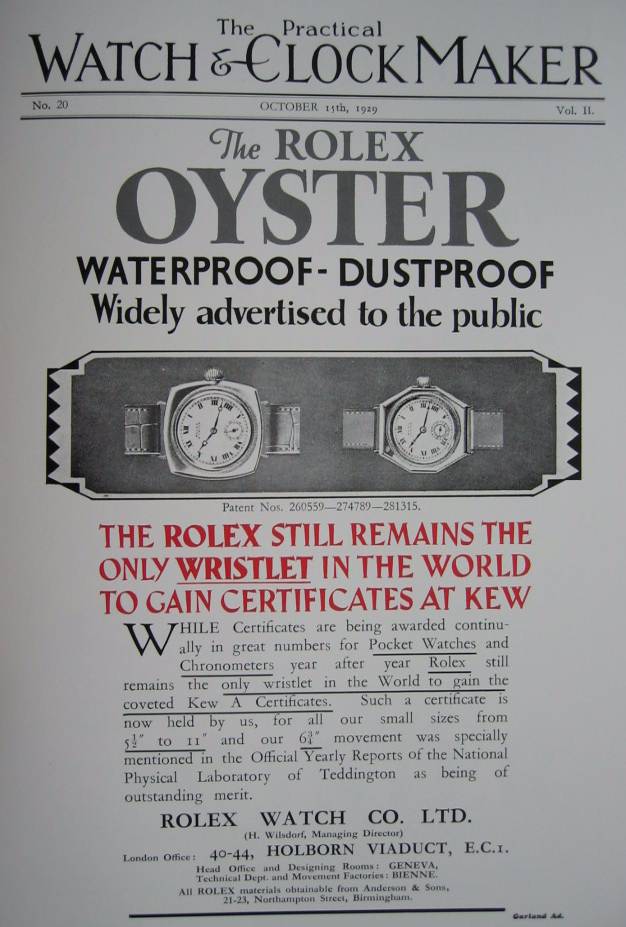 The Practical
WATCH & CLOCK MAKER
No. 20 OCTOBER 15th, 1929 Vol. II.
The ROLEX
OYSTER
WATERPROOF - DUSTPROOF
Widely advertised to the public
Patent Nos. 260559—274789—281315.
THE ROLEX STILL REMAINS THE
ONLY WRISTLET IN THE WORLD
TO GAIN CERTIFICATES AT KEW
WHILE Certificates are being awarded continu-
ally in great numbers for Pocket Watches and
Chronometers year after year Rolex still
remains the only wristlet in the World to gain the
coveted Kew A Certificates. Such a certificate is
now held by us, for all our small sizes from
5½‴ to 11‴ and our 6¾‴ movement was specially
mentioned in the Official Yearly Reports of the National
Physical Laboratory of Teddington as being of
outstanding merit.
ROLEX WATCH CO. LTD.
(H. Wilsdorf, Managing Director)
London Office: 40-44, HOLBORN VIADUCT, E.C.1.
Head Office and Designing Rooms: GENEVA,
Technical Dept. and Movement Factories: BIENNE.
All ROLEX materials obtainable from Anderson & Sons,
21-23, Northampton Street, Birmingham.
Garland Ad.